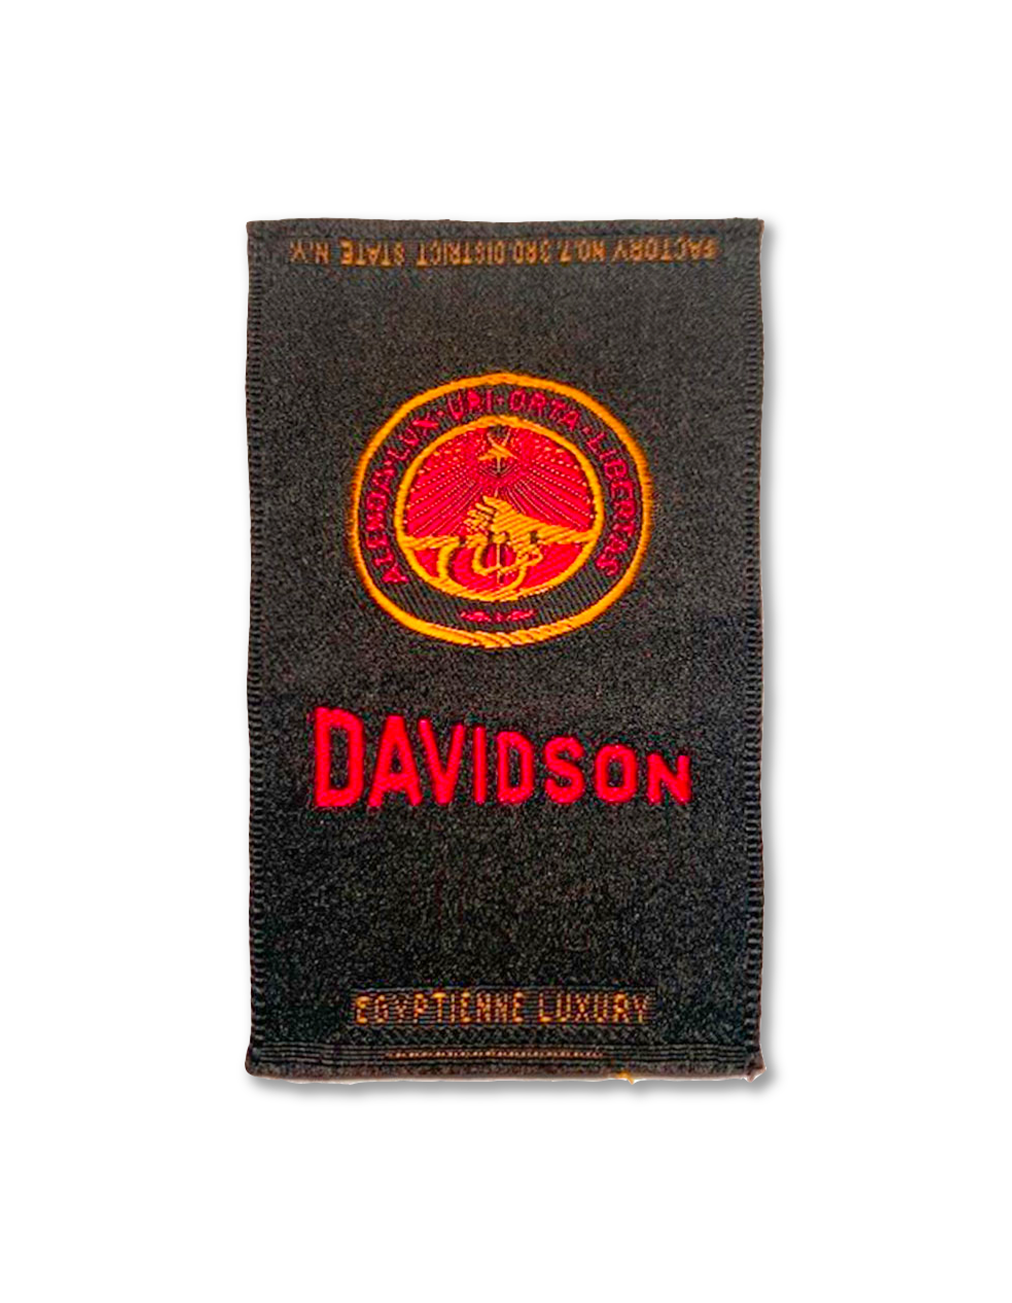 FACTORY NO.7.3RD.DISTRICT STATE N.Y.
ALENDA·LUX·UBI·ORTA·LIBERTAS
DAVIDSON
EGYPTIENNE LUXURY